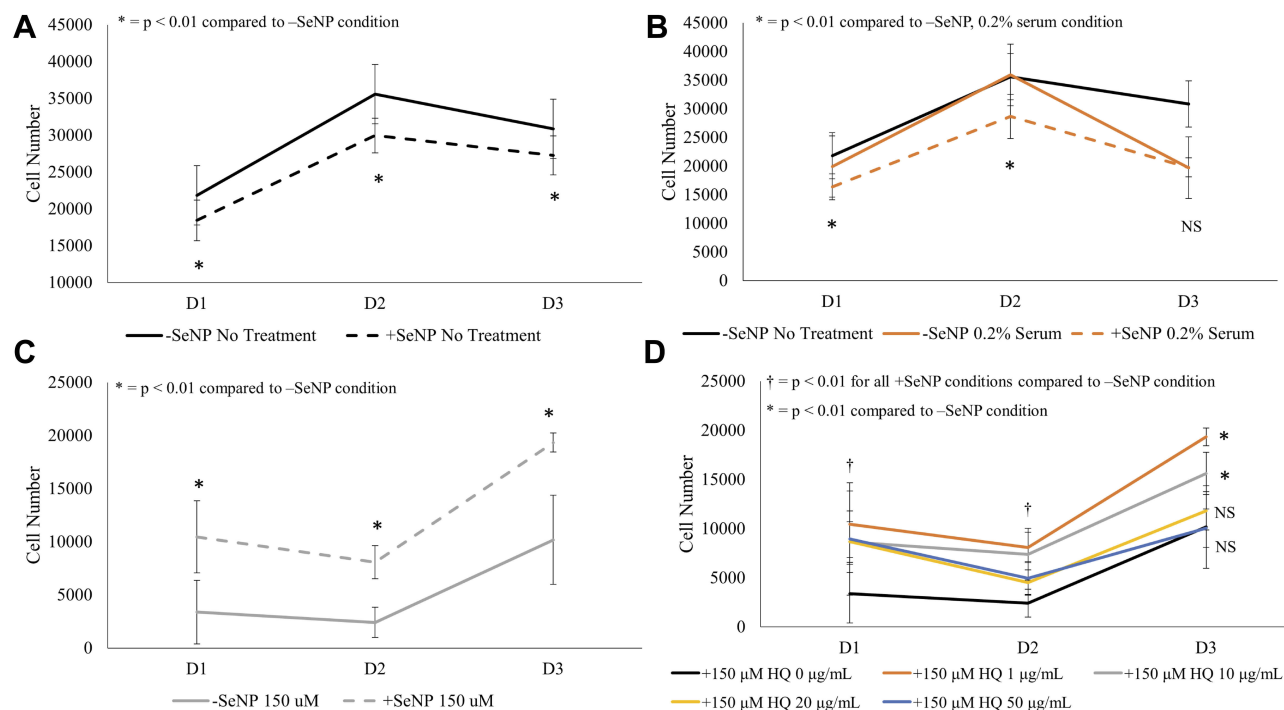 A
* = p < 0.01 compared to –SeNP condition
Cell Number
45000
40000
35000
30000
25000
20000
15000
10000
*
*
*
D1
D2
D3
-SeNP No Treatment
+SeNP No Treatment
B
* = p < 0.01 compared to –SeNP, 0.2% serum condition
Cell Number
45000
40000
35000
30000
25000
20000
15000
10000
5000
0
*
*
NS
D1
D2
D3
-SeNP No Treatment
-SeNP 0.2% Serum
+SeNP 0.2% Serum
C
* = p < 0.01 compared to –SeNP condition
Cell Number
25000
20000
15000
10000
5000
0
*
*
*
D1
D2
D3
-SeNP 150 uM
+SeNP 150 uM
D
† = p < 0.01 for all +SeNP conditions compared to –SeNP condition
* = p < 0.01 compared to –SeNP condition
Cell Number
25000
20000
15000
10000
5000
0
†
†
*
*
NS
NS
D1
D2
D3
+150 µM HQ 0 µg/mL
+150 µM HQ 1 µg/mL
+150 µM HQ 10 µg/mL
+150 µM HQ 20 µg/mL
+150 µM HQ 50 µg/mL